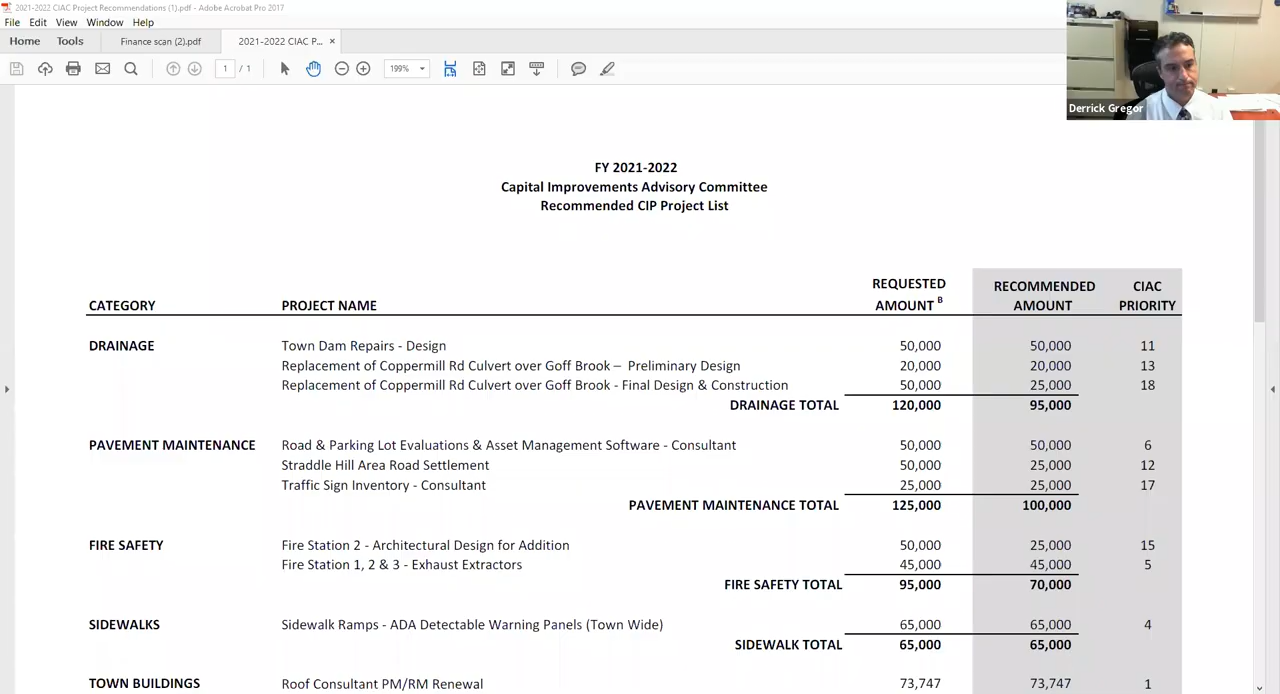 2021-2022 CIAC Project Recommendations (1).pdf - Adobe Acrobat Pro 2017
File Edit View Window Help
Home Tools Finance scan (2).pdf 2021-2022 CIAC P... ×
1 / 1 199%
Derrick Gregor
FY 2021-2022
Capital Improvements Advisory Committee
Recommended CIP Project List
CATEGORY PROJECT NAME REQUESTED AMOUNT B RECOMMENDED AMOUNT CIAC PRIORITY
DRAINAGE Town Dam Repairs - Design 50,000 50,000 11
Replacement of Coppermill Rd Culvert over Goff Brook – Preliminary Design 20,000 20,000 13
Replacement of Coppermill Rd Culvert over Goff Brook - Final Design & Construction 50,000 25,000 18
DRAINAGE TOTAL 120,000 95,000
PAVEMENT MAINTENANCE Road & Parking Lot Evaluations & Asset Management Software - Consultant 50,000 50,000 6
Straddle Hill Area Road Settlement 50,000 25,000 12
Traffic Sign Inventory - Consultant 25,000 25,000 17
PAVEMENT MAINTENANCE TOTAL 125,000 100,000
FIRE SAFETY Fire Station 2 - Architectural Design for Addition 50,000 25,000 15
Fire Station 1, 2 & 3 - Exhaust Extractors 45,000 45,000 5
FIRE SAFETY TOTAL 95,000 70,000
SIDEWALKS Sidewalk Ramps - ADA Detectable Warning Panels (Town Wide) 65,000 65,000 4
SIDEWALK TOTAL 65,000 65,000
TOWN BUILDINGS Roof Consultant PM/RM Renewal 73,747 73,747 1